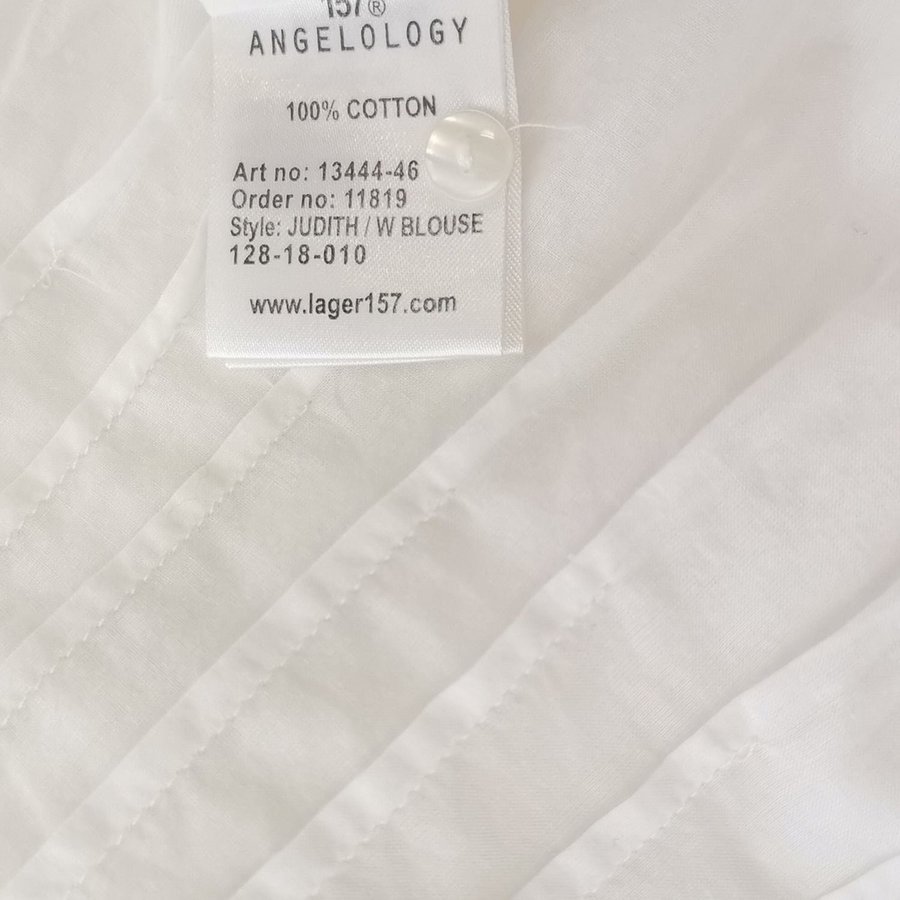 157®
ANGELOLOGY
100% COTTON
Art no: 13444-46
Order no: 11819
Style: JUDITH / W BLOUSE
128-18-010
www.lager157.com